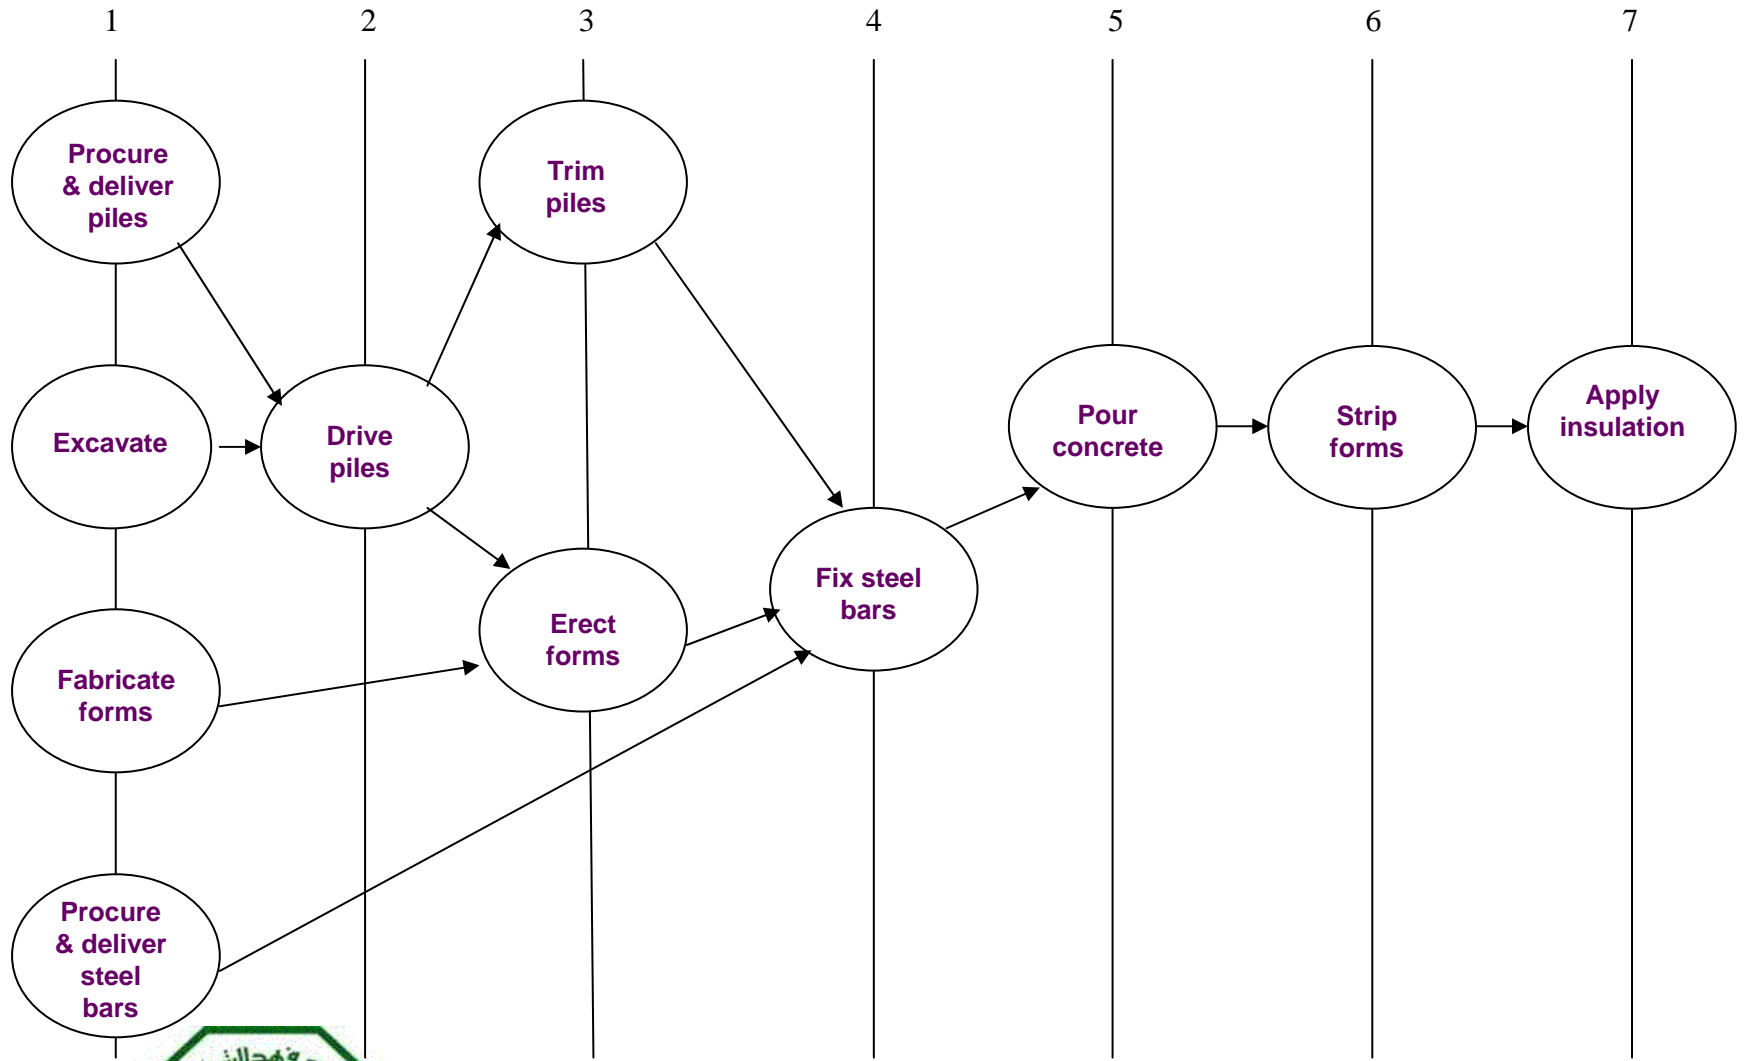 1 2 3 4 5 6 7
Procure
& deliver
piles
Trim
piles
Excavate
Drive
piles
Pour
concrete
Strip
forms
Apply
insulation
Fabricate
forms
Erect
forms
Fix steel
bars
Procure
& deliver
steel
bars